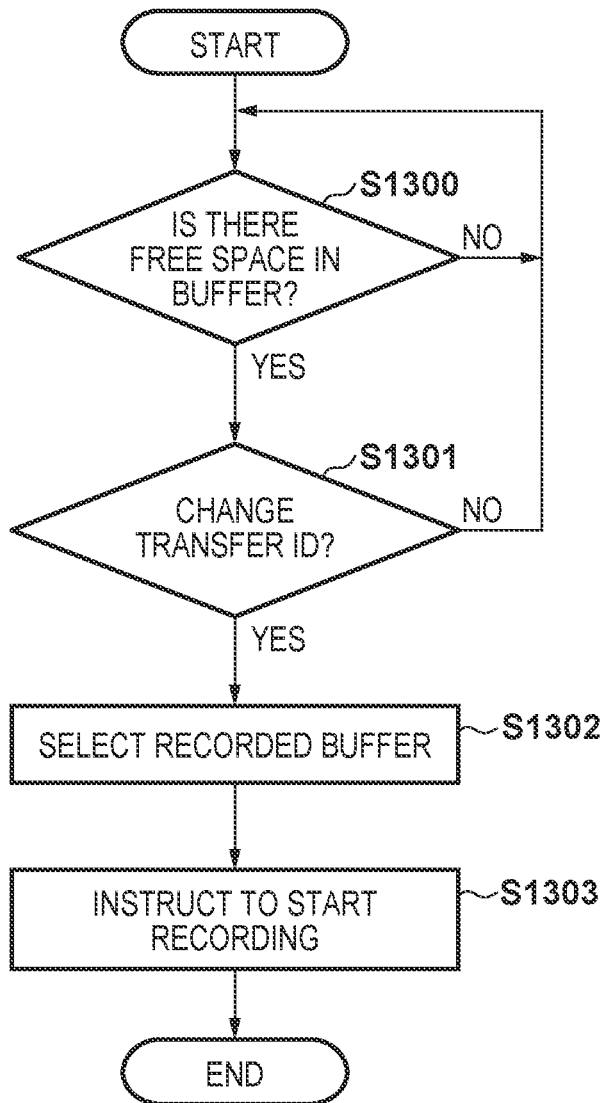 START
S1300
IS THERE
FREE SPACE IN
BUFFER?
NO
YES
S1301
CHANGE
TRANSFER ID?
NO
YES
SELECT RECORDED BUFFER
S1302
INSTRUCT TO START
RECORDING
S1303
END